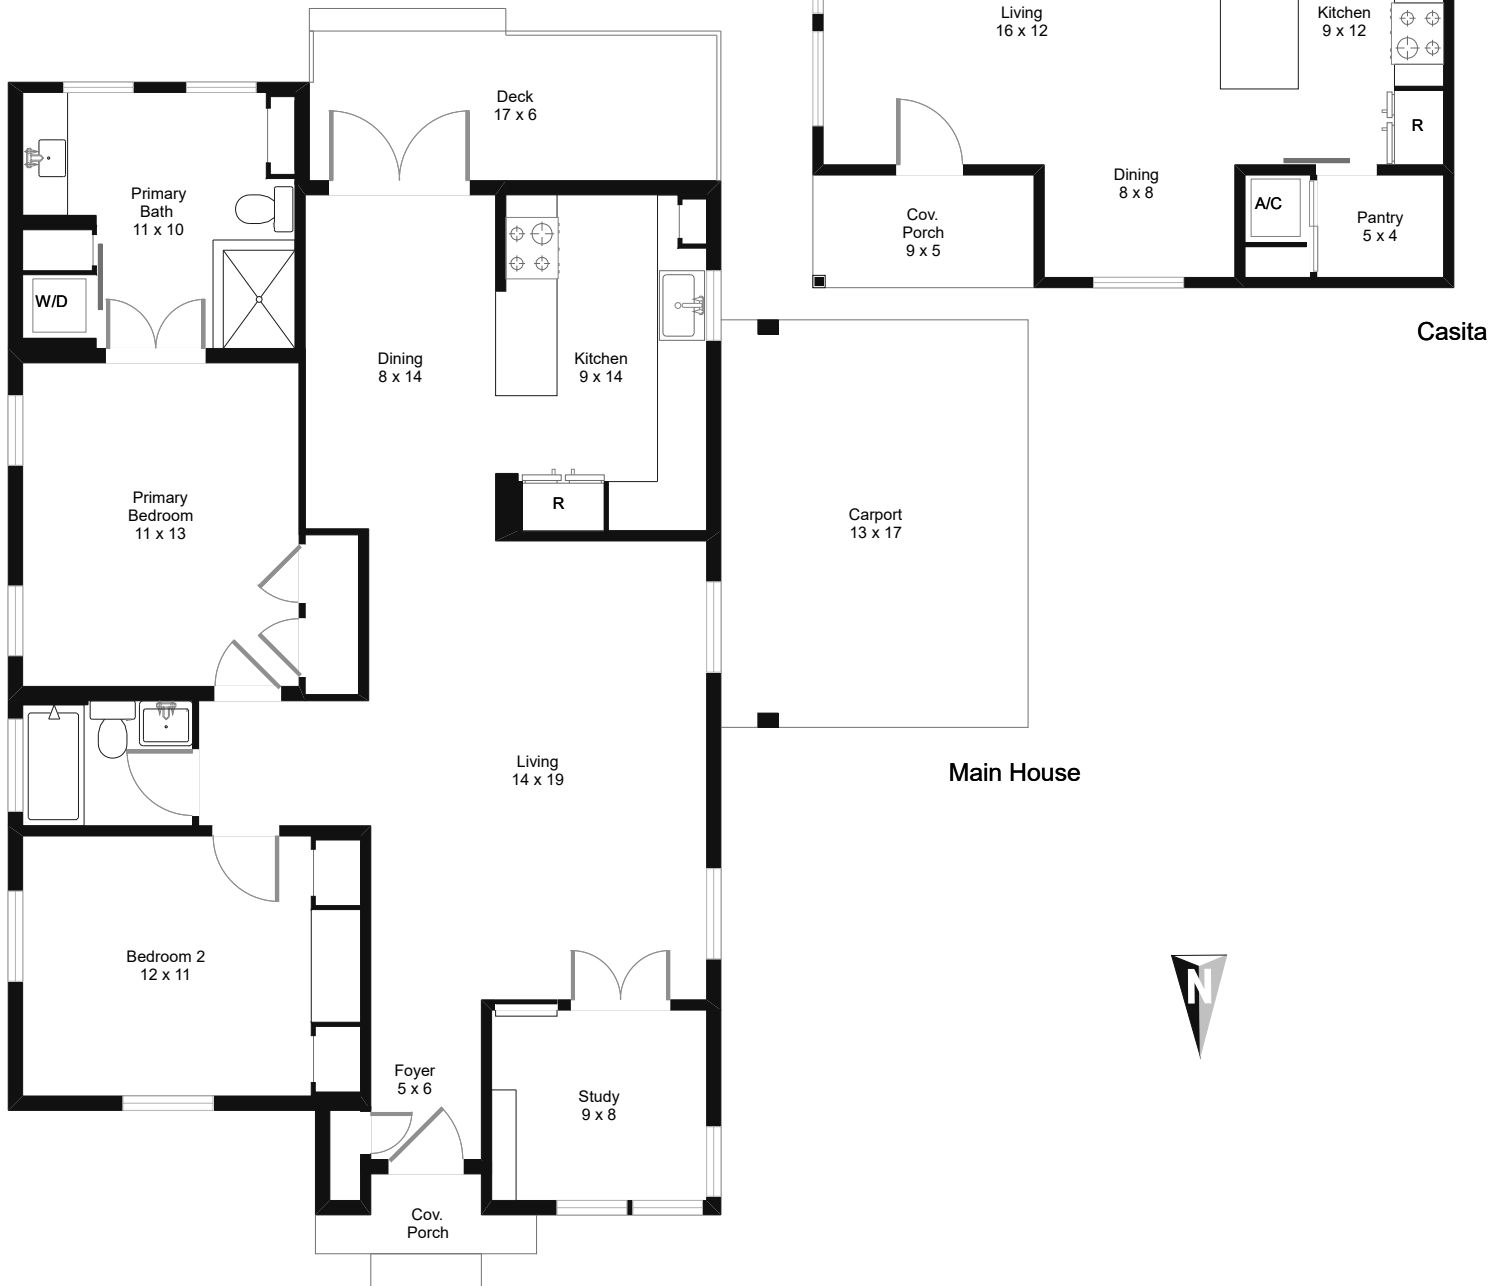 Living
16 x 12
Kitchen
9 x 12
R
Dining
8 x 8
A/C
Pantry
5 x 4
Cov.
Porch
9 x 5
Casita
Deck
17 x 6
Primary
Bath
11 x 10
W/D
Dining
8 x 14
Kitchen
9 x 14
R
Primary
Bedroom
11 x 13
Carport
13 x 17
Living
14 x 19
Main House
Bedroom 2
12 x 11
N
Foyer
5 x 6
Study
9 x 8
Cov.
Porch